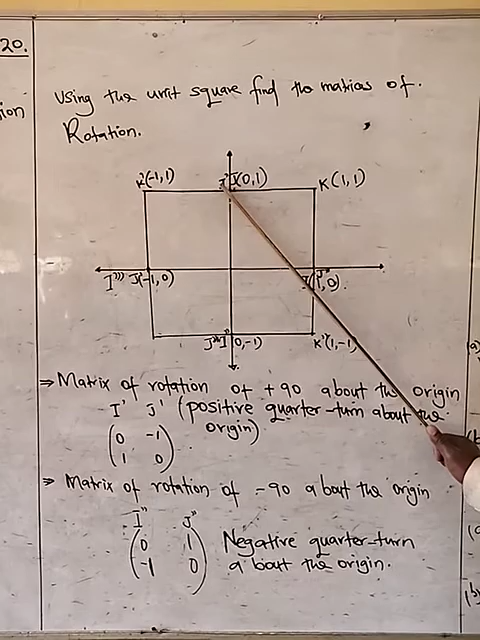 20.
ion
Using the unit square find the matrices of.
Rotation.
K'(-1,1)
J(0,1)
K(1,1)
I''' J'(-1,0)
J'''I''(0,-1)
K''(1,-1)
⇒ Matrix of rotation of +90 about the origin
I' J' (positive quarter-turn about the
origin)
0 -1
1 0
⇒ Matrix of rotation of -90 about the origin
I'' J''
0 1 Negative quarter-turn
-1 0 about the origin.
(a)
(b
(c
(b)